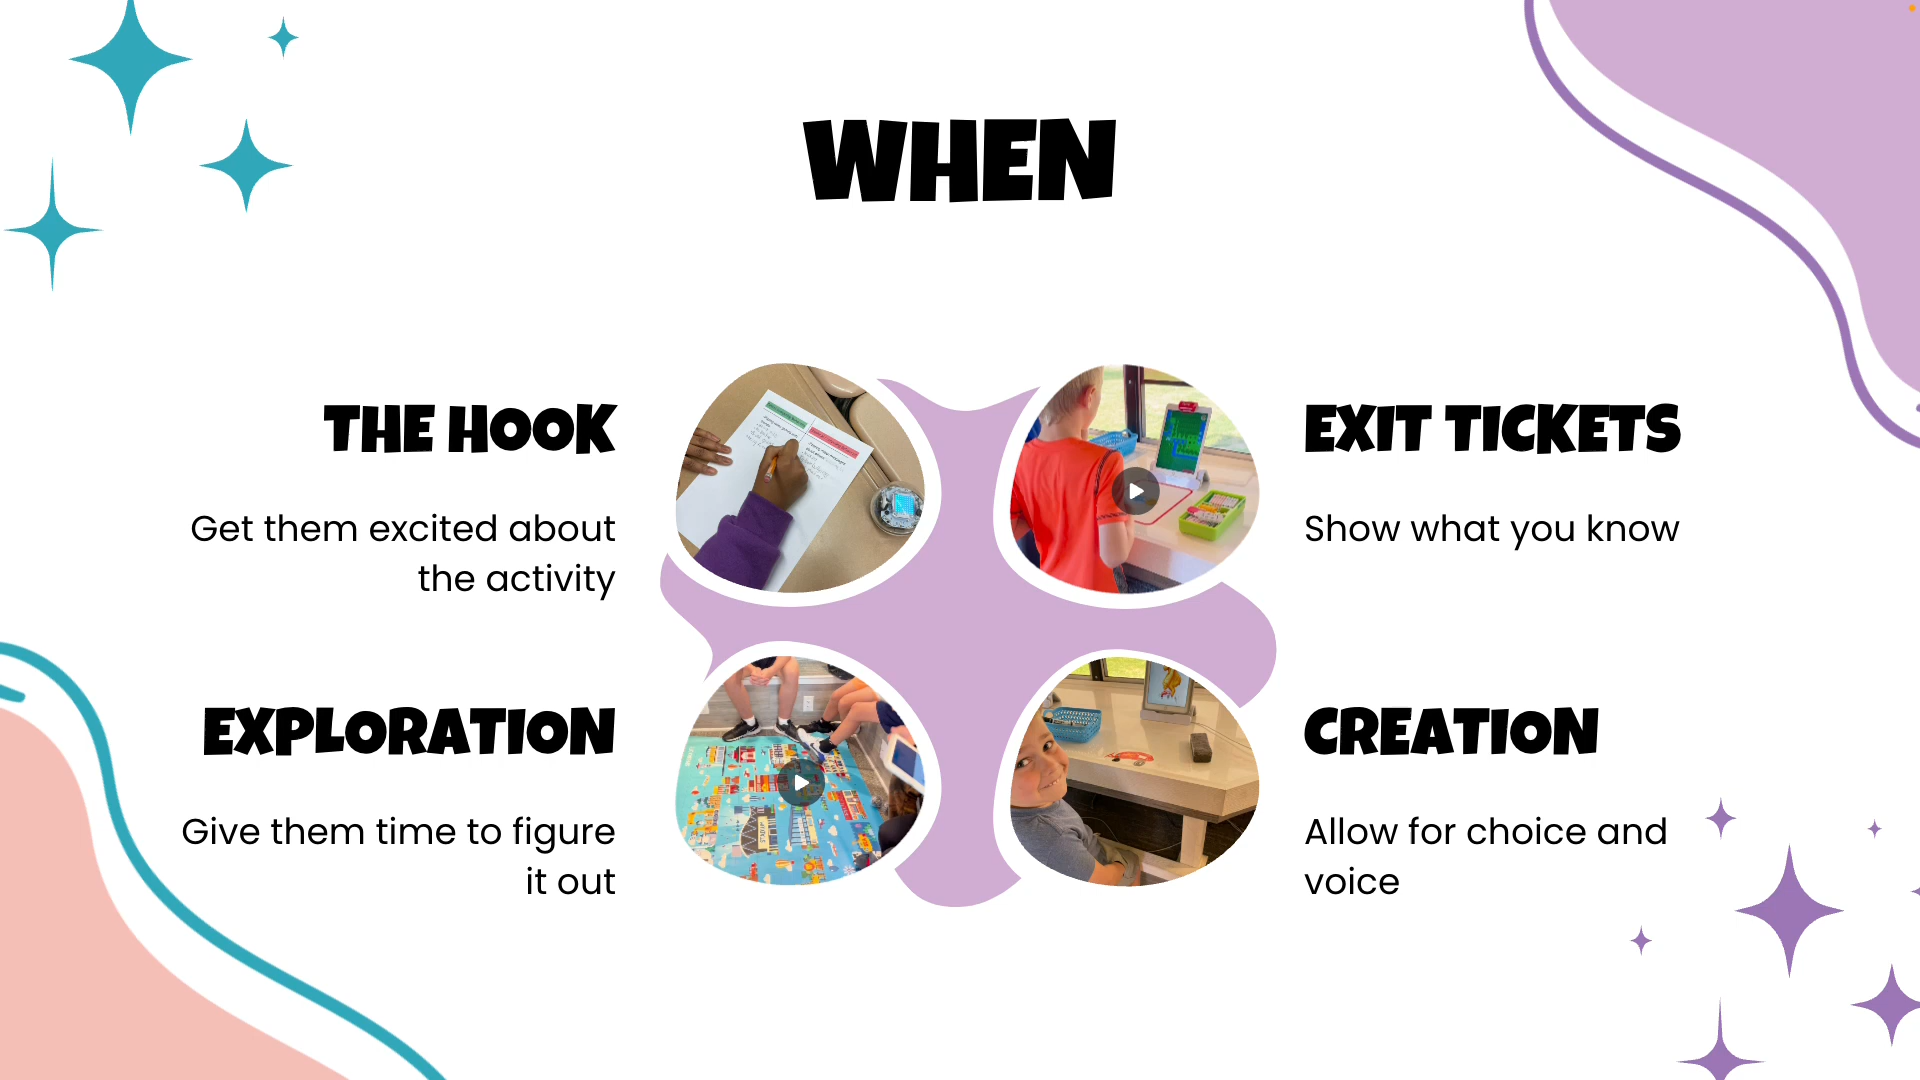 WHEN
THE HOOK
Get them excited about
the activity
EXIT TICKETS
Show what you know
EXPLORATION
Give them time to figure
it out
CREATION
Allow for choice and
voice